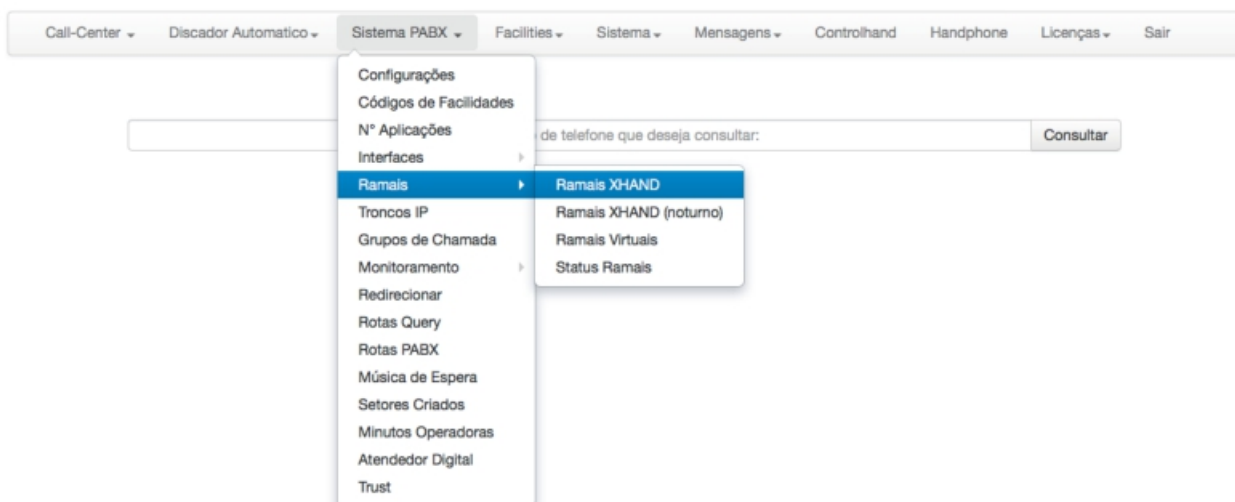 Call-Center Discador Automatico Sistema PABX Facilities Sistema Mensagens Controlhand Handphone Licenças Sair
Configurações
Códigos de Facilidades
N° Aplicações
de telefone que deseja consultar: Consultar
Interfaces
Ramais
Ramais XHAND
Troncos IP
Ramais XHAND (noturno)
Grupos de Chamada
Ramais Virtuais
Monitoramento
Status Ramais
Redirecionar
Rotas Query
Rotas PABX
Música de Espera
Setores Criados
Minutos Operadoras
Atendedor Digital
Trust